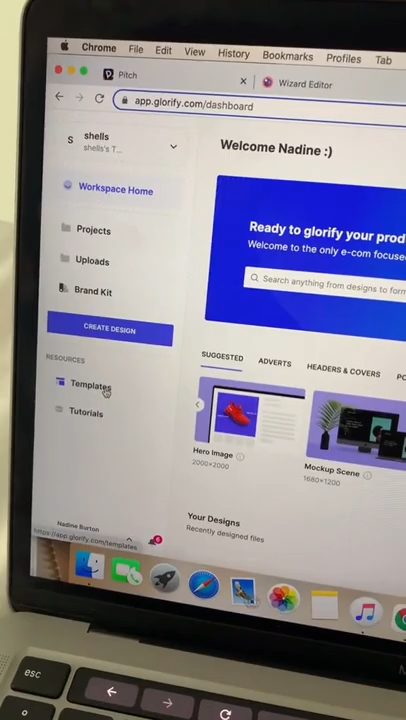 Chrome File Edit View History Bookmarks Profiles Tab
Pitch
Wizard Editor
app.glorify.com/dashboard
S
shells
shells's T...
Welcome Nadine :)
Workspace Home
Projects
Uploads
Brand Kit
CREATE DESIGN
RESOURCES
Templates
Tutorials
Ready to glorify your prod
Welcome to the only e-com focuse
Search anything from designs to form
SUGGESTED ADVERTS HEADERS & COVERS PO
Hero Image
2000×2000
Mockup Scene
1680×1200
Your Designs
Recently designed files
Nadine Burton
https://app.glorify.com/templates
M
esc